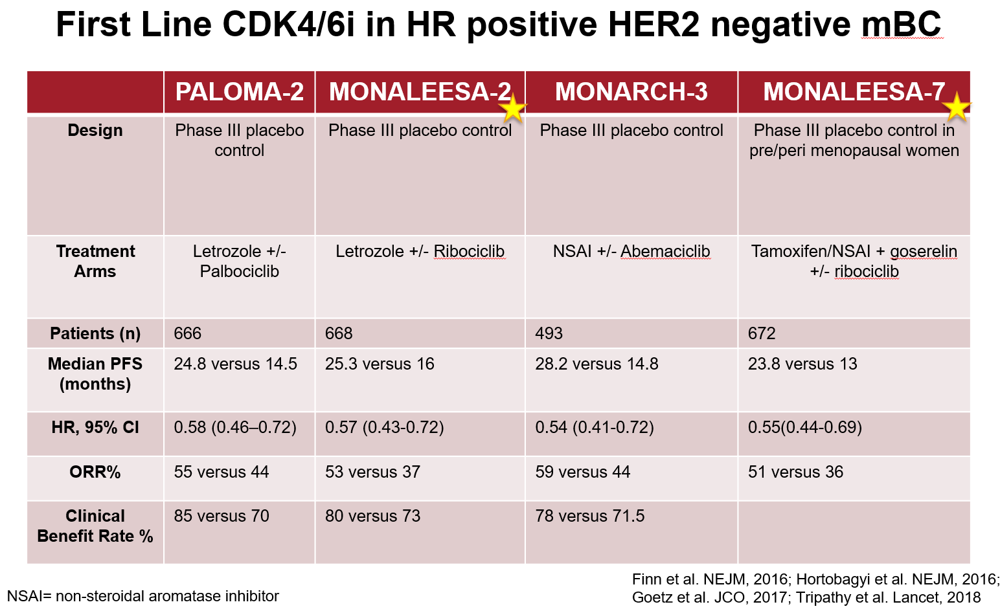 First Line CDK4/6i in HR positive HER2 negative mBC
PALOMA-2 MONALEESA-2 MONARCH-3 MONALEESA-7
Design
Phase III placebo
control
Phase III placebo control
Phase III placebo control
Phase III placebo control in
pre/peri menopausal women
Treatment
Arms
Letrozole +/-
Palbociclib
Letrozole +/- Ribociclib
NSAI +/- Abemaciclib
Tamoxifen/NSAI + goserelin
+/- ribociclib
Patients (n) 666 668 493 672
Median PFS
(months)
24.8 versus 14.5
25.3 versus 16
28.2 versus 14.8
23.8 versus 13
HR, 95% CI 0.58 (0.46–0.72) 0.57 (0.43-0.72) 0.54 (0.41-0.72) 0.55(0.44-0.69)
ORR% 55 versus 44 53 versus 37 59 versus 44 51 versus 36
Clinical
Benefit Rate %
85 versus 70
80 versus 73
78 versus 71.5
NSAI= non-steroidal aromatase inhibitor
Finn et al. NEJM, 2016; Hortobagyi et al. NEJM, 2016;
Goetz et al. JCO, 2017; Tripathy et al. Lancet, 2018